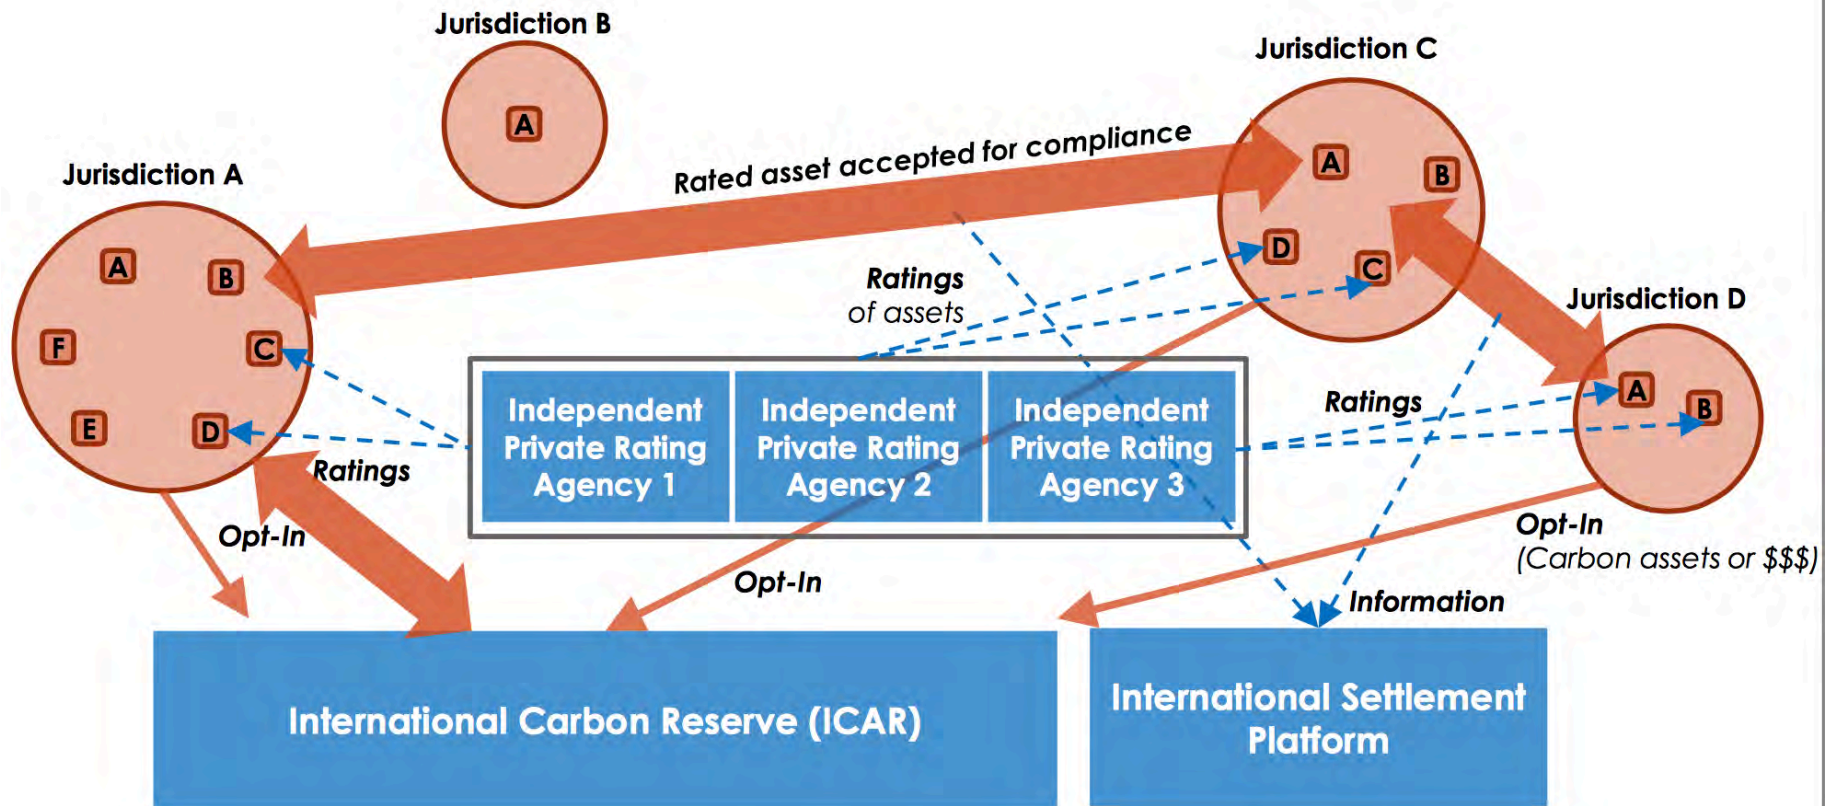 Jurisdiction B
A
Jurisdiction C
A
B
D
C
Rated asset accepted for compliance
Jurisdiction A
A
B
F
C
E
D
Ratings
of assets
Jurisdiction D
A
B
Ratings
Ratings
Independent
Private Rating
Agency 1
Independent
Private Rating
Agency 2
Independent
Private Rating
Agency 3
Opt-In
Opt-In
Opt-In
(Carbon assets or $$$)
Information
International Carbon Reserve (ICAR)
International Settlement
Platform